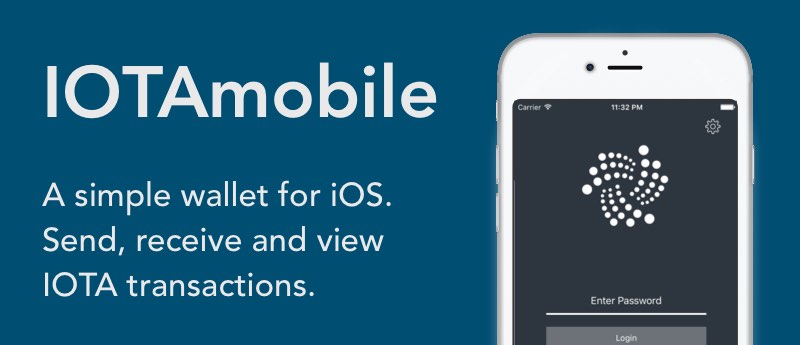 IOTAmobile
A simple wallet for iOS.
Send, receive and view
IOTA transactions.
Carrier 11:32 PM
Enter Password
Login